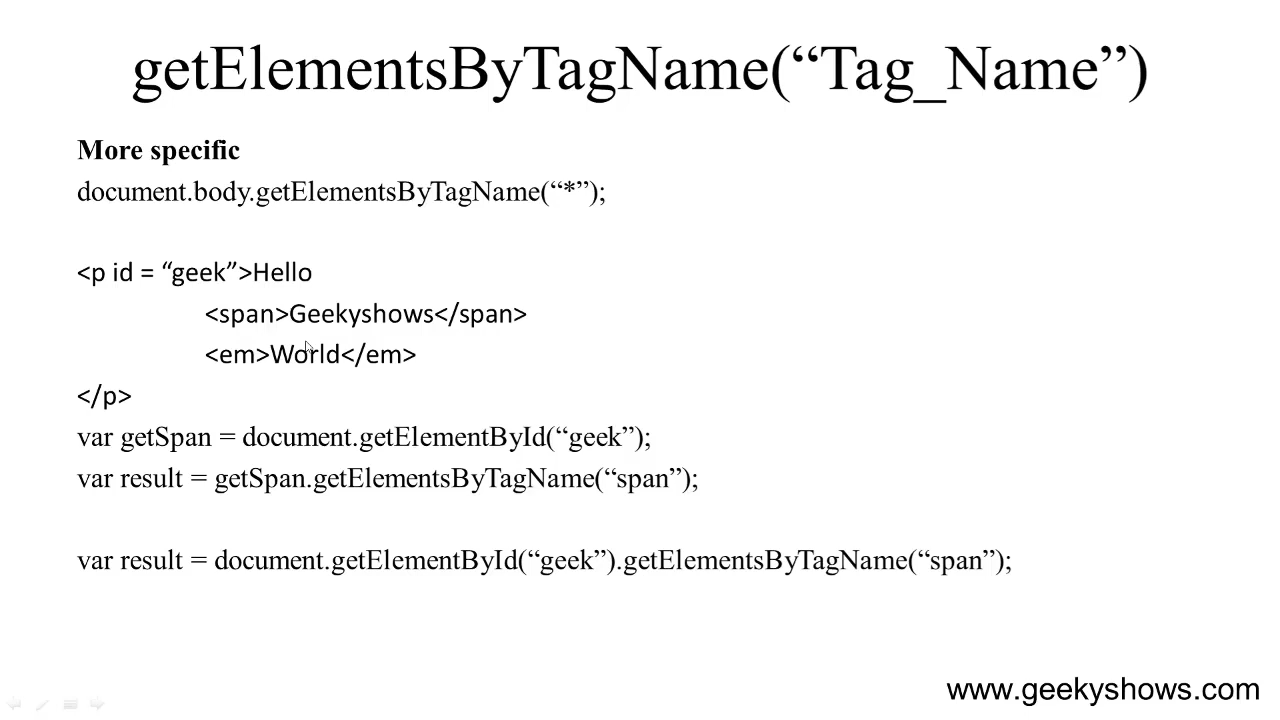 getElementsByTagName(“Tag_Name”)
More specific
document.body.getElementsByTagName(“*”);
<p id = “geek”>Hello
<span>Geekyshows</span>
<em>World</em>
</p>
var getSpan = document.getElementById(“geek”);
var result = getSpan.getElementsByTagName(“span”);
var result = document.getElementById(“geek”).getElementsByTagName(“span”);
www.geekyshows.com